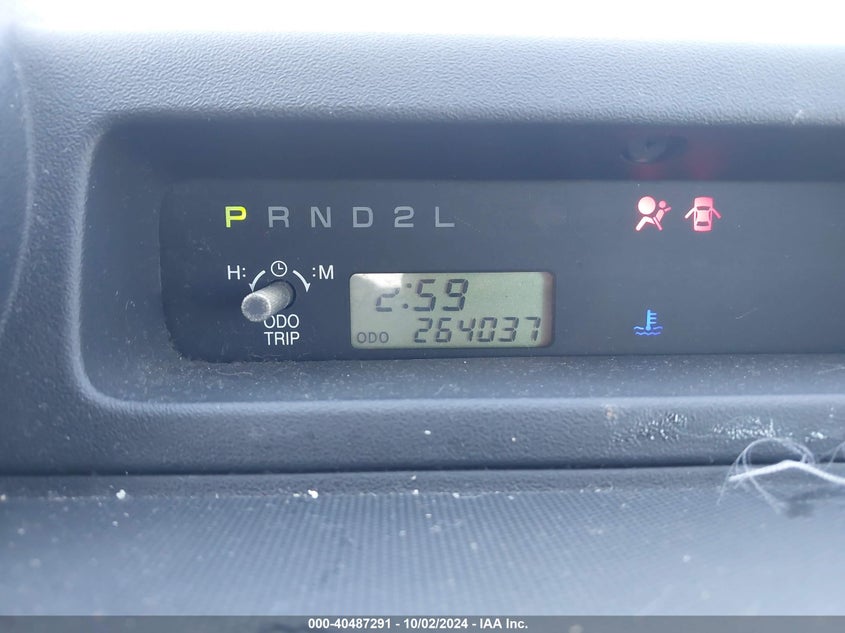 P R N D 2 L
H: :M
ODO
TRIP
2:59
ODO 264037
000-40487291 - 10/02/2024 - IAA Inc.